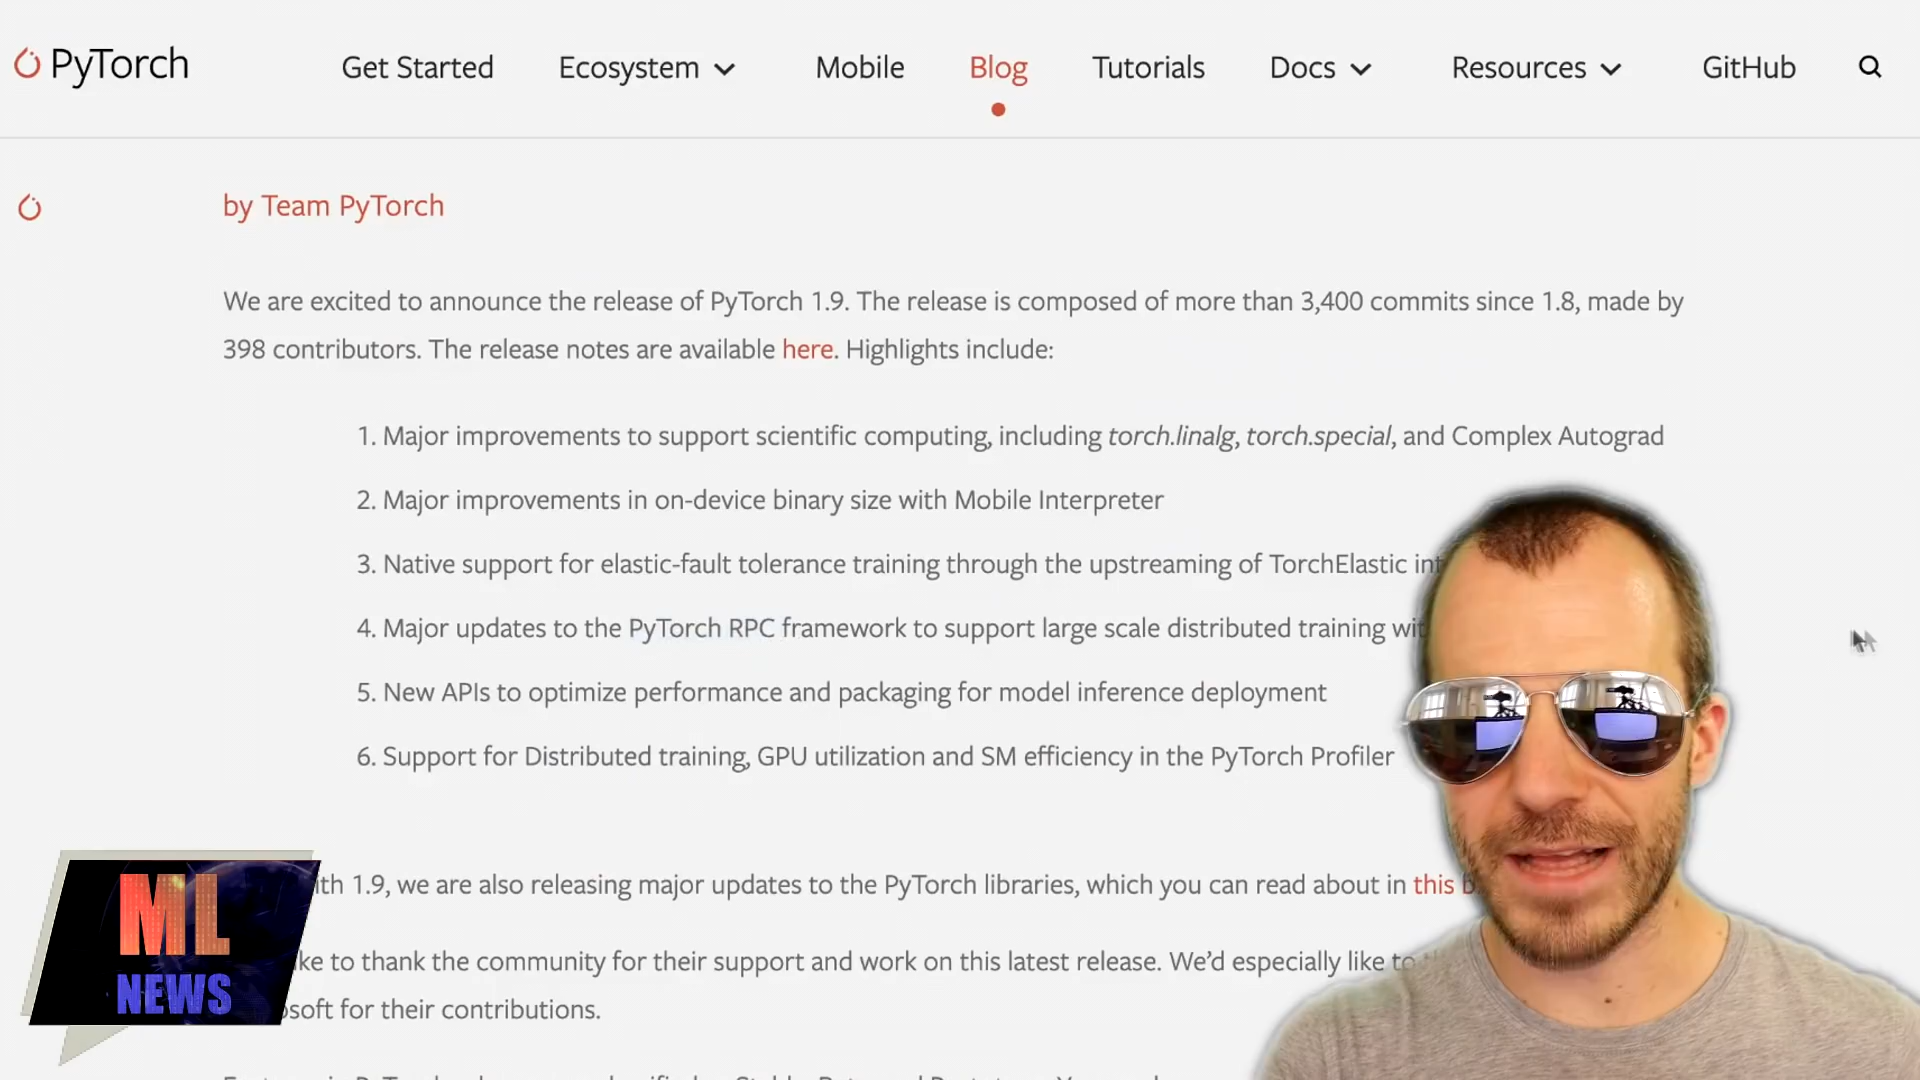 PyTorch
Get Started Ecosystem Mobile Blog Tutorials Docs Resources GitHub
by Team PyTorch
We are excited to announce the release of PyTorch 1.9. The release is composed of more than 3,400 commits since 1.8, made by
398 contributors. The release notes are available here. Highlights include:
1. Major improvements to support scientific computing, including torch.linalg, torch.special, and Complex Autograd
2. Major improvements in on-device binary size with Mobile Interpreter
3. Native support for elastic-fault tolerance training through the upstreaming of TorchElastic
4. Major updates to the PyTorch RPC framework to support large scale distributed training
5. New APIs to optimize performance and packaging for model inference deployment
6. Support for Distributed training, GPU utilization and SM efficiency in the PyTorch Profiler
1.9, we are also releasing major updates to the PyTorch libraries, which you can read about in this
to thank the community for their support and work on this latest release. We'd especially like to
for their contributions.
ML
NEWS